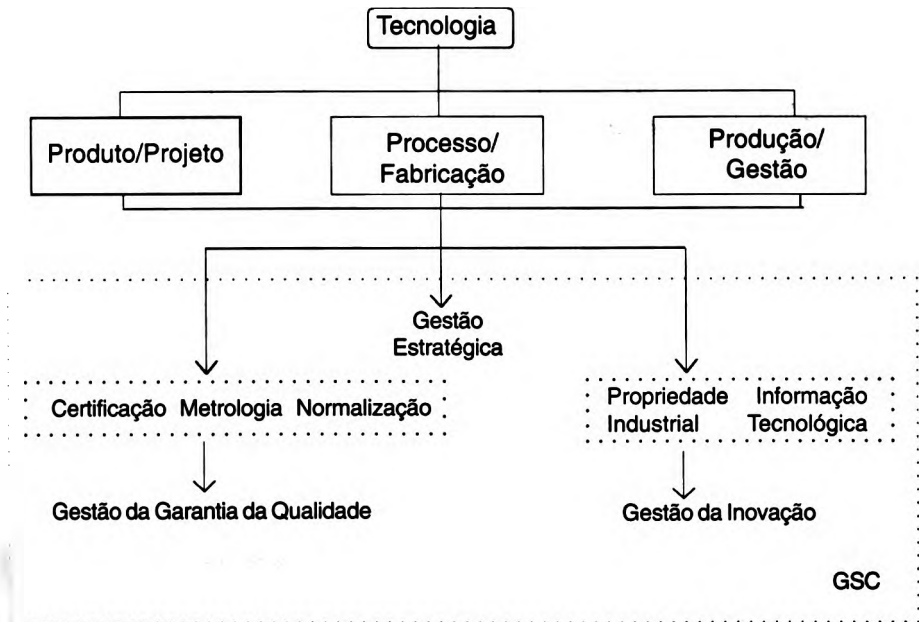 Tecnologia
Produto/Projeto
Processo/
Fabricação
Produção/
Gestão
Gestão
Estratégica
Certificação Metrologia Normalização
Propriedade Informação
Industrial Tecnológica
Gestão da Garantia da Qualidade
Gestão da Inovação
GSC